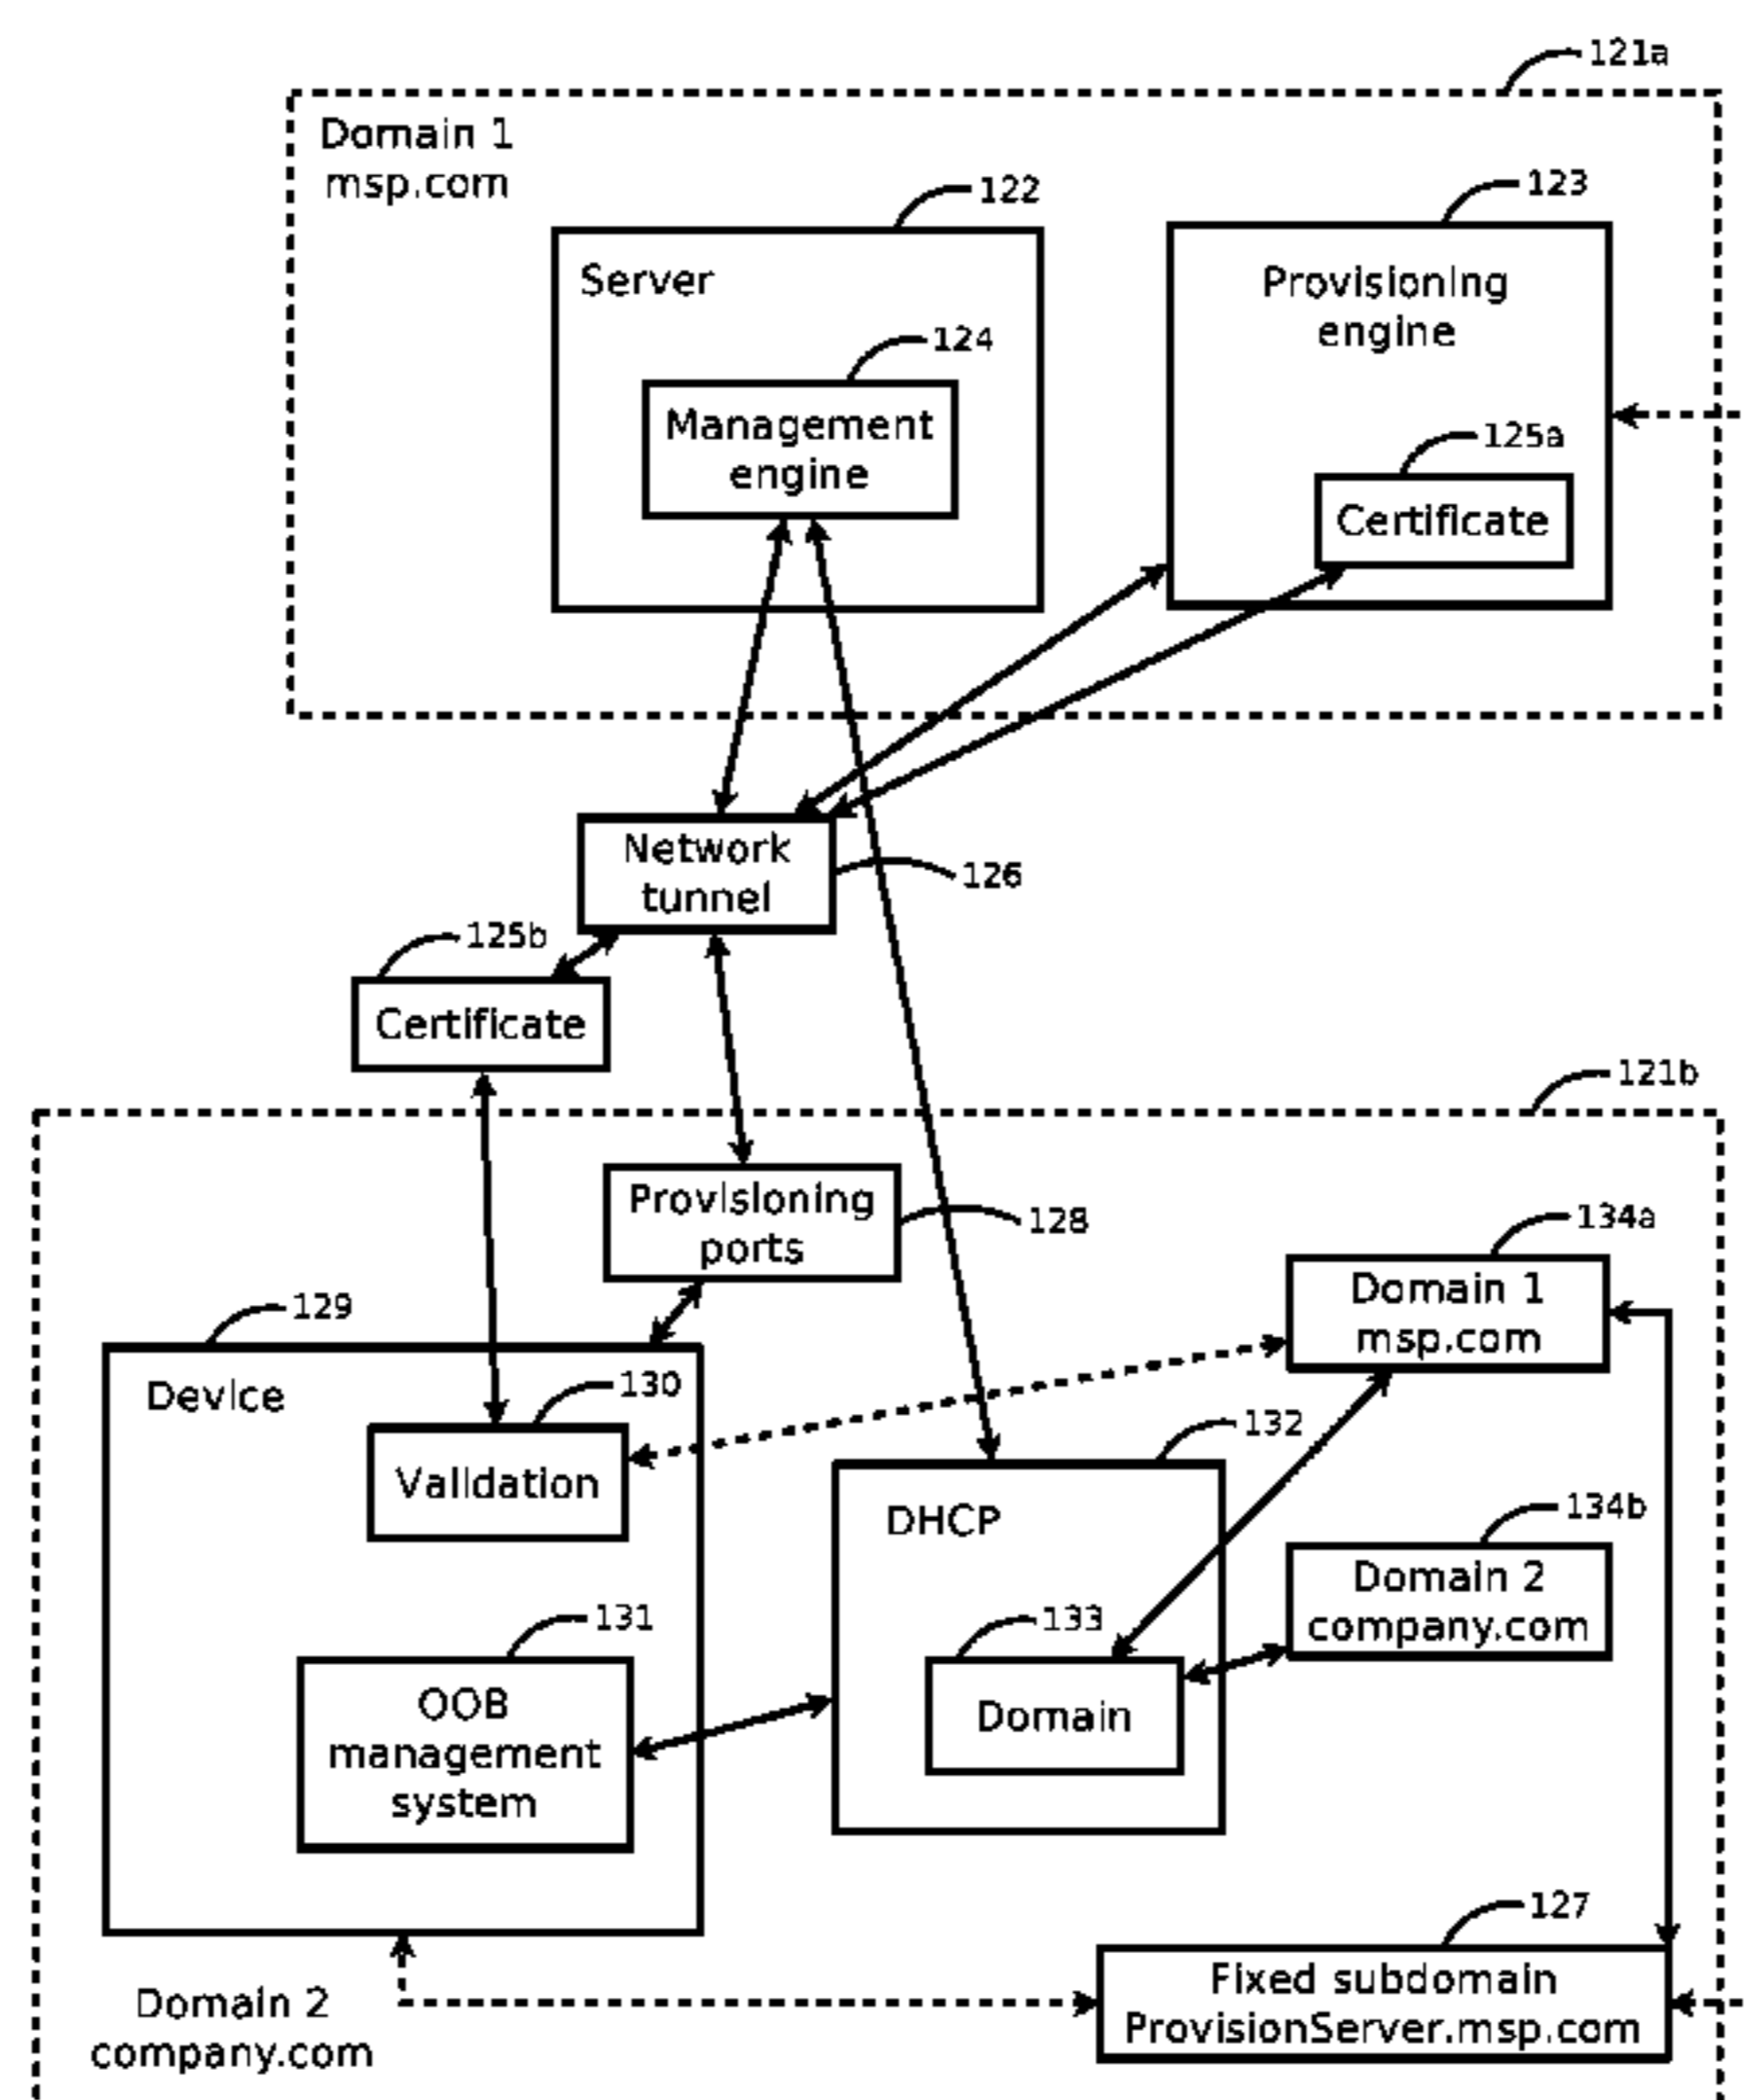 121a
Domain 1
msp.com
122
123
Server
Provisioning
engine
124
Management
engine
125a
Certificate
Network
tunnel
126
125b
Certificate
121b
Provisioning
ports
128
134a
Domain 1
msp.com
129
Device
130
Validation
132
DHCP
134b
Domain 2
company.com
131
OOB
management
system
133
Domain
127
Fixed subdomain
ProvisionServer.msp.com
Domain 2
company.com